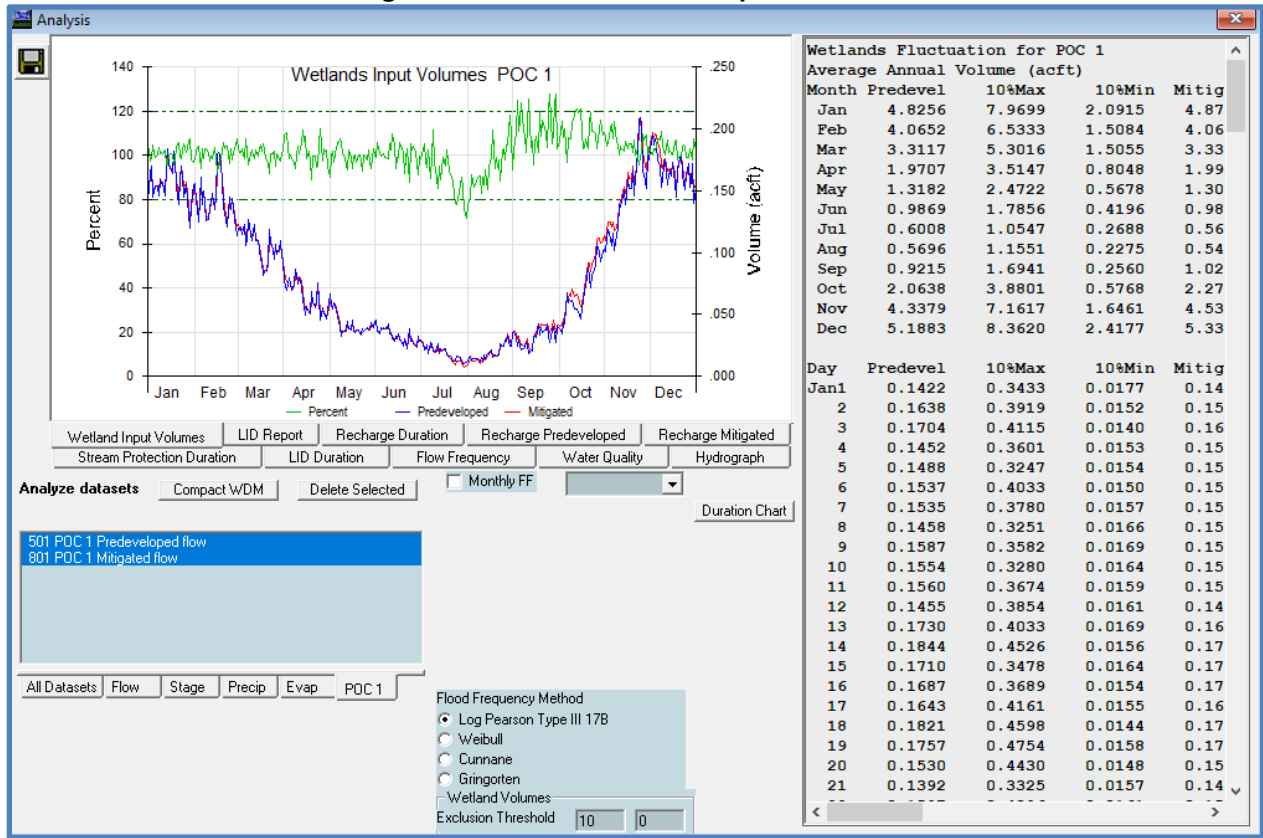 Analysis
Wetlands Input Volumes POC 1
140
120
100
80
60
40
20
0
Percent
.250
.200
.150
.100
.050
.000
Volume (acft)
Jan Feb Mar Apr May Jun Jul Aug Sep Oct Nov Dec
Percent Predeveloped Mitigated
Wetland Input Volumes LID Report Recharge Duration Recharge Predeveloped Recharge Mitigated
Stream Protection Duration LID Duration Flow Frequency Water Quality Hydrograph
Analyze datasets Compact WDM Delete Selected Monthly FF
Duration Chart
501 POC 1 Predeveloped flow
801 POC 1 Mitigated flow
All Datasets Flow Stage Precip Evap POC 1
Flood Frequency Method
Log Pearson Type III 17B
Weibull
Cunnane
Gringorten
Wetland Volumes
Exclusion Threshold 10 0
Wetlands Fluctuation for POC 1
Average Annual Volume (acft)
Month Predevel 10%Max 10%Min Mitig
Jan 4.8256 7.9699 2.0915 4.87
Feb 4.0652 6.5333 1.5084 4.06
Mar 3.3117 5.3016 1.5055 3.33
Apr 1.9707 3.5147 0.8048 1.99
May 1.3182 2.4722 0.5678 1.30
Jun 0.9869 1.7856 0.4196 0.98
Jul 0.6008 1.0547 0.2688 0.56
Aug 0.5696 1.1551 0.2275 0.54
Sep 0.9215 1.6941 0.2560 1.02
Oct 2.0638 3.8801 0.5768 2.27
Nov 4.3379 7.1617 1.6461 4.53
Dec 5.1883 8.3620 2.4177 5.33
Day Predevel 10%Max 10%Min Mitig
Jan1 0.1422 0.3433 0.0177 0.14
2 0.1638 0.3919 0.0152 0.15
3 0.1704 0.4115 0.0140 0.16
4 0.1452 0.3601 0.0153 0.15
5 0.1488 0.3247 0.0154 0.15
6 0.1537 0.4033 0.0150 0.15
7 0.1535 0.3780 0.0157 0.15
8 0.1458 0.3251 0.0166 0.15
9 0.1587 0.3582 0.0169 0.15
10 0.1554 0.3280 0.0164 0.15
11 0.1560 0.3674 0.0159 0.15
12 0.1455 0.3854 0.0161 0.14
13 0.1730 0.4033 0.0169 0.16
14 0.1844 0.4526 0.0156 0.17
15 0.1710 0.3478 0.0164 0.17
16 0.1687 0.3689 0.0154 0.17
17 0.1643 0.4161 0.0155 0.16
18 0.1821 0.4598 0.0144 0.17
19 0.1757 0.4754 0.0158 0.17
20 0.1530 0.4430 0.0148 0.15
21 0.1392 0.3325 0.0157 0.14